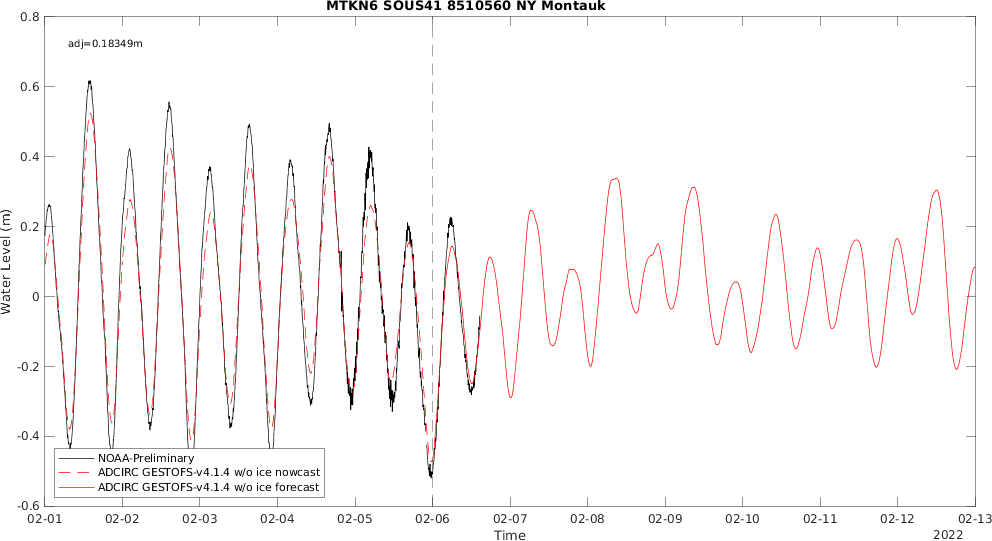 MTKN6 SOUS41 8510560 NY Montauk
adj=0.18349m
0.8
0.6
0.4
0.2
0
-0.2
-0.4
-0.6
Water Level (m)
NOAA-Preliminary
ADCIRC GESTOFS-v4.1.4 w/o ice nowcast
ADCIRC GESTOFS-v4.1.4 w/o ice forecast
02-01 02-02 02-03 02-04 02-05 02-06 02-07 02-08 02-09 02-10 02-11 02-12 02-13
Time
2022